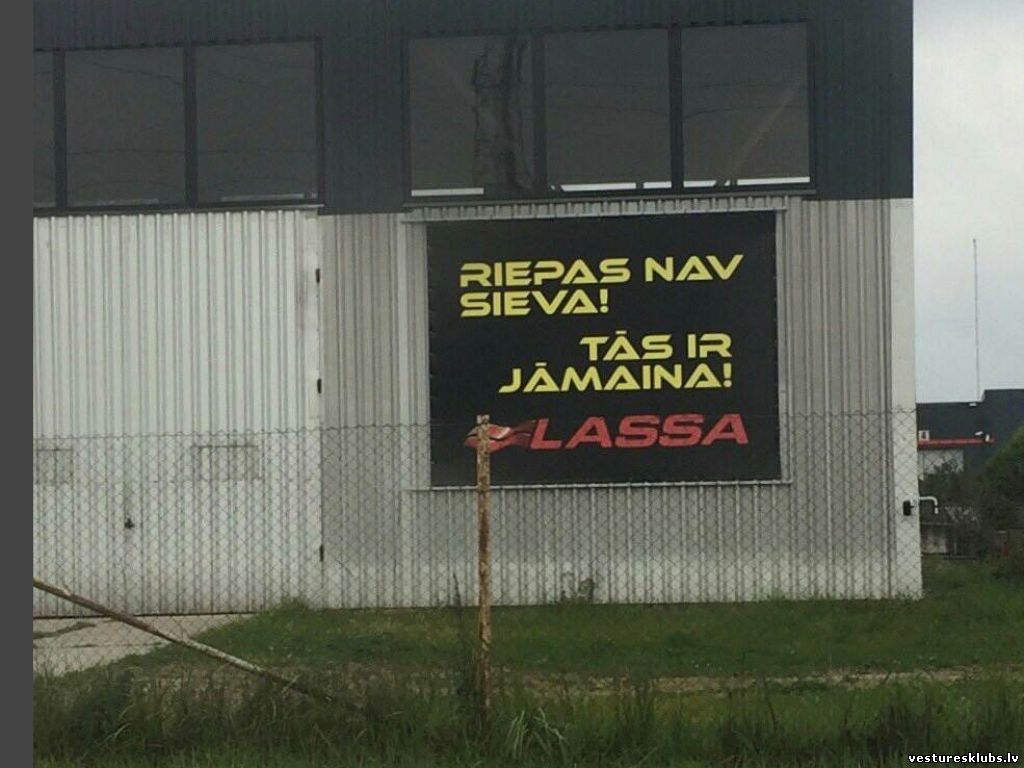 RIEPAS NAV
SIEVA!
TĀS IR
JĀMAINA!
LASSA
vesturesklubs.lv